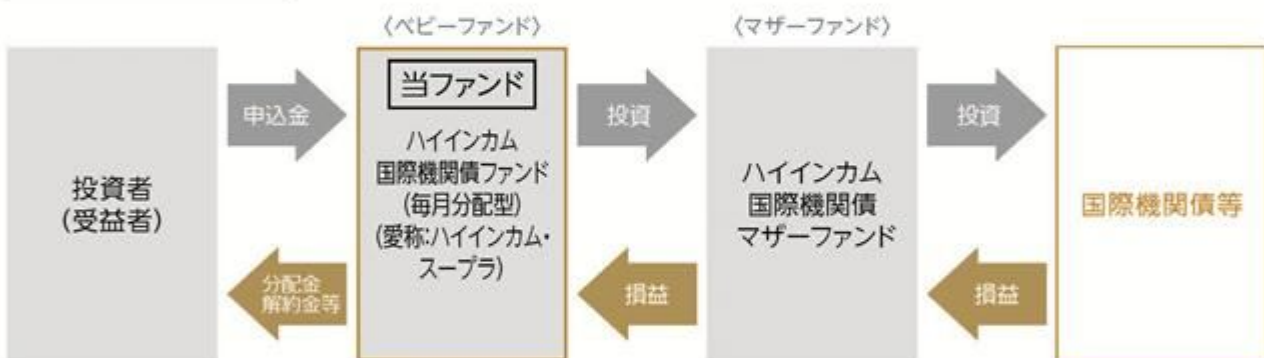 〈ベビーファンド〉
〈マザーファンド〉
投資者
(受益者)
申込金
分配金
解約金等
当ファンド
ハイインカム
国際機関債ファンド
(毎月分配型)
(愛称:ハイインカム・
スープラ)
投資
損益
ハイインカム
国際機関債
マザーファンド
投資
損益
国際機関債等